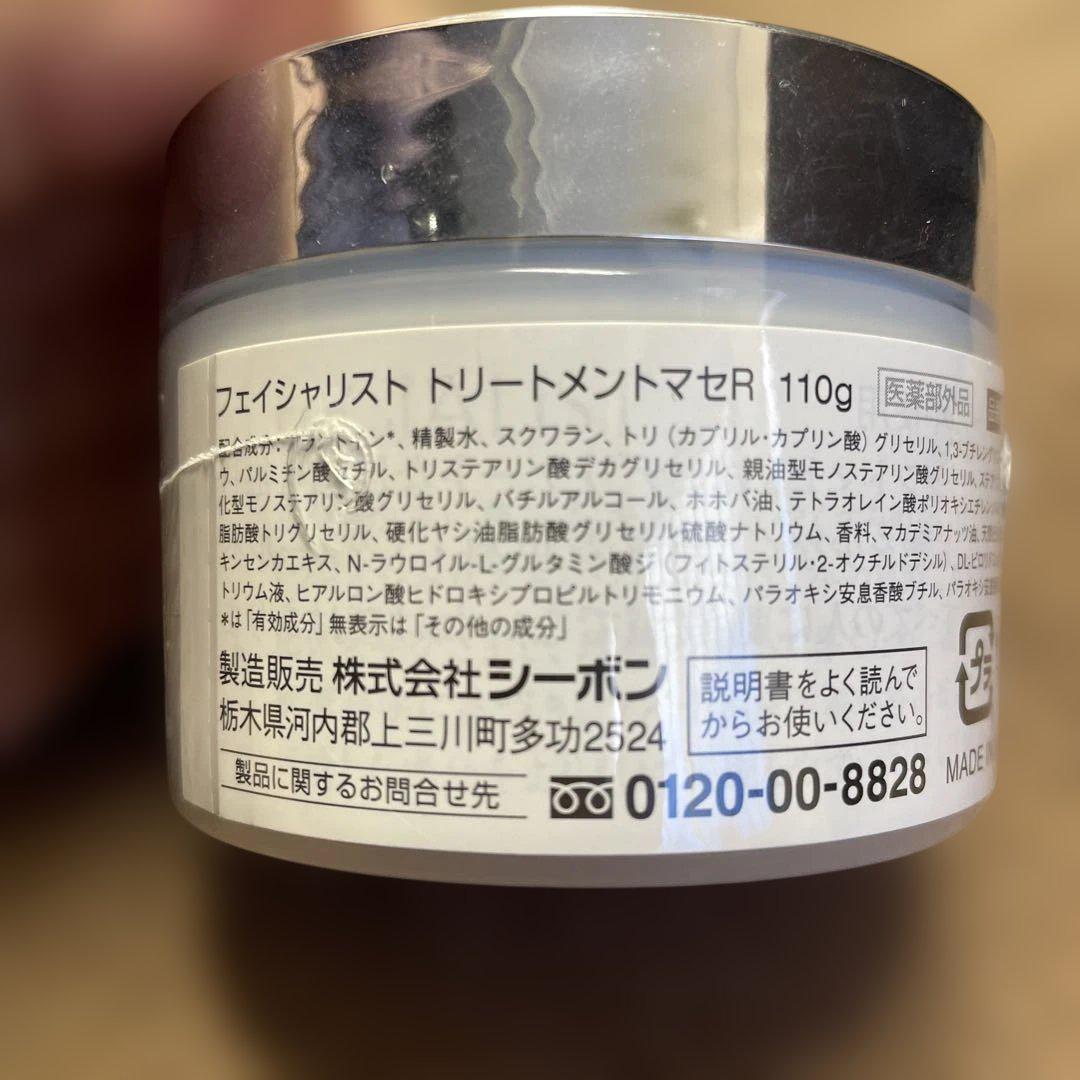 フェイシャリスト トリートメントマセR 110g 医薬部外品
配合成分:アラントイン*、精製水、スクワラン、トリ(カプリル・カプリン酸)グリセリル、1,3-ブチレン
ウ、パルミチン酸セチル、トリステアリン酸デカグリセリル、親油型モノステアリン酸グリセリル、ステア
化型モノステアリン酸グリセリル、バチルアルコール、ホホバ油、テトラオレイン酸ポリオキシエチレン
脂肪酸トリグリセリル、硬化ヤシ油脂肪酸グリセリル硫酸ナトリウム、香料、マカデミアナッツ油、天然
キンセンカエキス、N-ラウロイル-L-グルタミン酸ジ(フィトステリル・2-オクチルドデシル)、DL-ピロリド
トリウム液、ヒアルロン酸ヒドロキシプロピルトリモニウム、パラオキシ安息香酸ブチル、パラオキシ安息
*は「有効成分」無表示は「その他の成分」
製造販売 株式会社シーボン
栃木県河内郡上三川町多功2524
説明書をよく読んで
からお使いください。
プラ
製品に関するお問合せ先 0120-00-8828
MADE IN